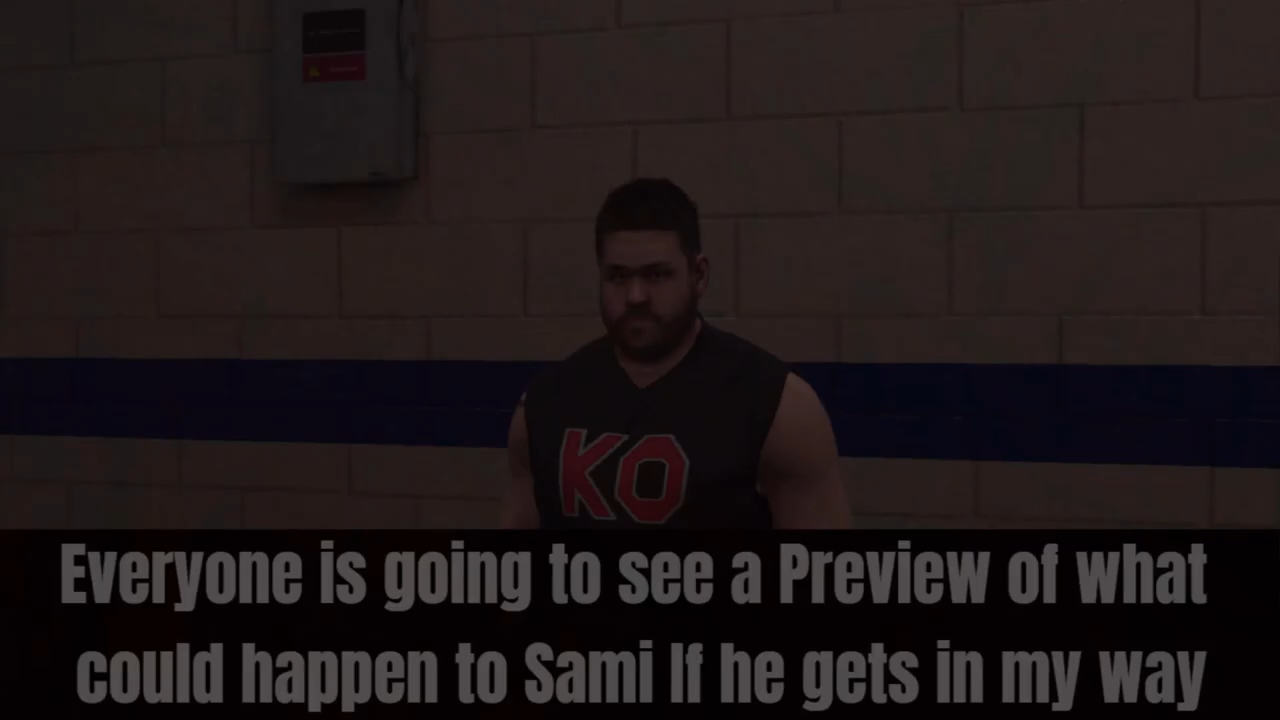 KO
Everyone is going to see a Preview of what
could happen to Sami If he gets in my way